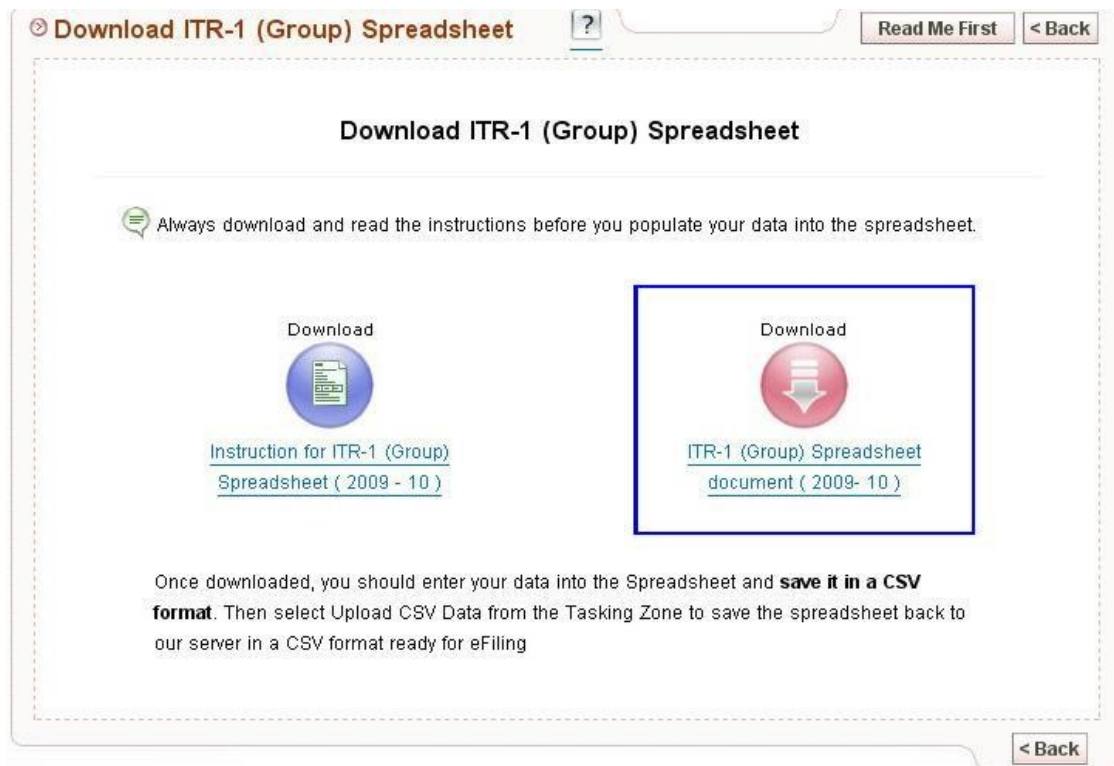 Download ITR-1 (Group) Spreadsheet ? Read Me First < Back
Download ITR-1 (Group) Spreadsheet
Always download and read the instructions before you populate your data into the spreadsheet.
Download
Instruction for ITR-1 (Group)
Spreadsheet ( 2009 - 10 )
Download
ITR-1 (Group) Spreadsheet
document ( 2009- 10 )
Once downloaded, you should enter your data into the Spreadsheet and save it in a CSV
format. Then select Upload CSV Data from the Tasking Zone to save the spreadsheet back to
our server in a CSV format ready for eFiling
< Back